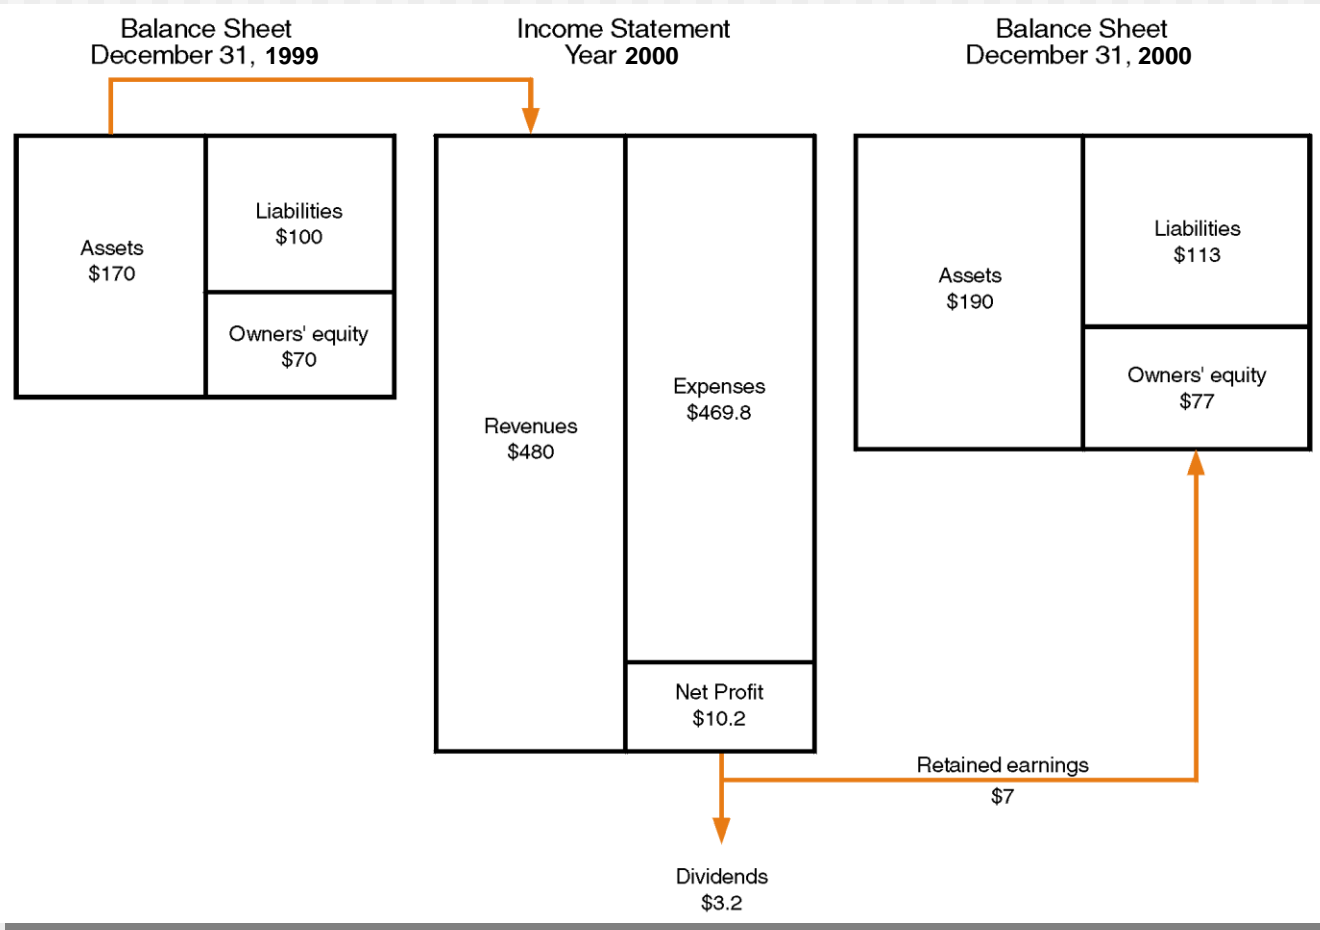 Balance Sheet
December 31, 1999
Assets
$170
Liabilities
$100
Owners' equity
$70
Income Statement
Year 2000
Revenues
$480
Expenses
$469.8
Net Profit
$10.2
Balance Sheet
December 31, 2000
Assets
$190
Liabilities
$113
Owners' equity
$77
Retained earnings
$7
Dividends
$3.2